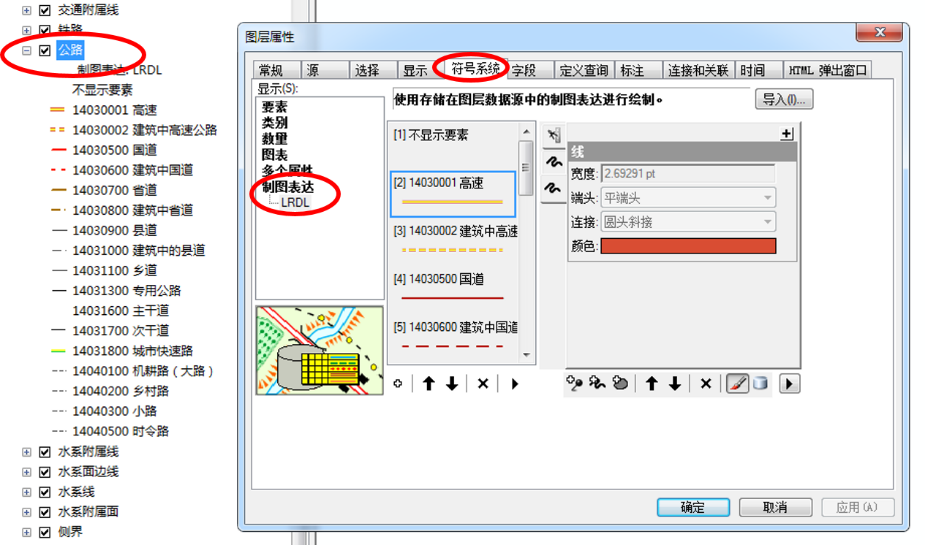 交通附属线
铁路
公路
制图表达: LRDL
不显示要素
14030001 高速
14030002 建筑中高速公路
14030500 国道
14030600 建筑中国道
14030700 省道
14030800 建筑中省道
14030900 县道
14031000 建筑中的县道
14031100 乡道
14031300 专用公路
14031600 主干道
14031700 次干道
14031800 城市快速路
14040100 机耕路（大路）
14040200 乡村路
14040300 小路
14040500 时令路
水系附属线
水系面边线
水系线
水系附属面
侧界
图层属性
常规 源 选择 显示 符号系统 字段 定义查询 标注 连接和关联 时间 HTML 弹出窗口
显示(S):
要素
类别
数量
图表
多个属性
制图表达
LRDL
使用存储在图层数据源中的制图表达进行绘制。
导入(I)...
[1] 不显示要素
[2] 14030001 高速
[3] 14030002 建筑中高速
[4] 14030500 国道
[5] 14030600 建筑中国道
线
宽度: 2.69291 pt
端头: 平端头
连接: 圆头斜接
颜色:
确定 取消 应用(A)